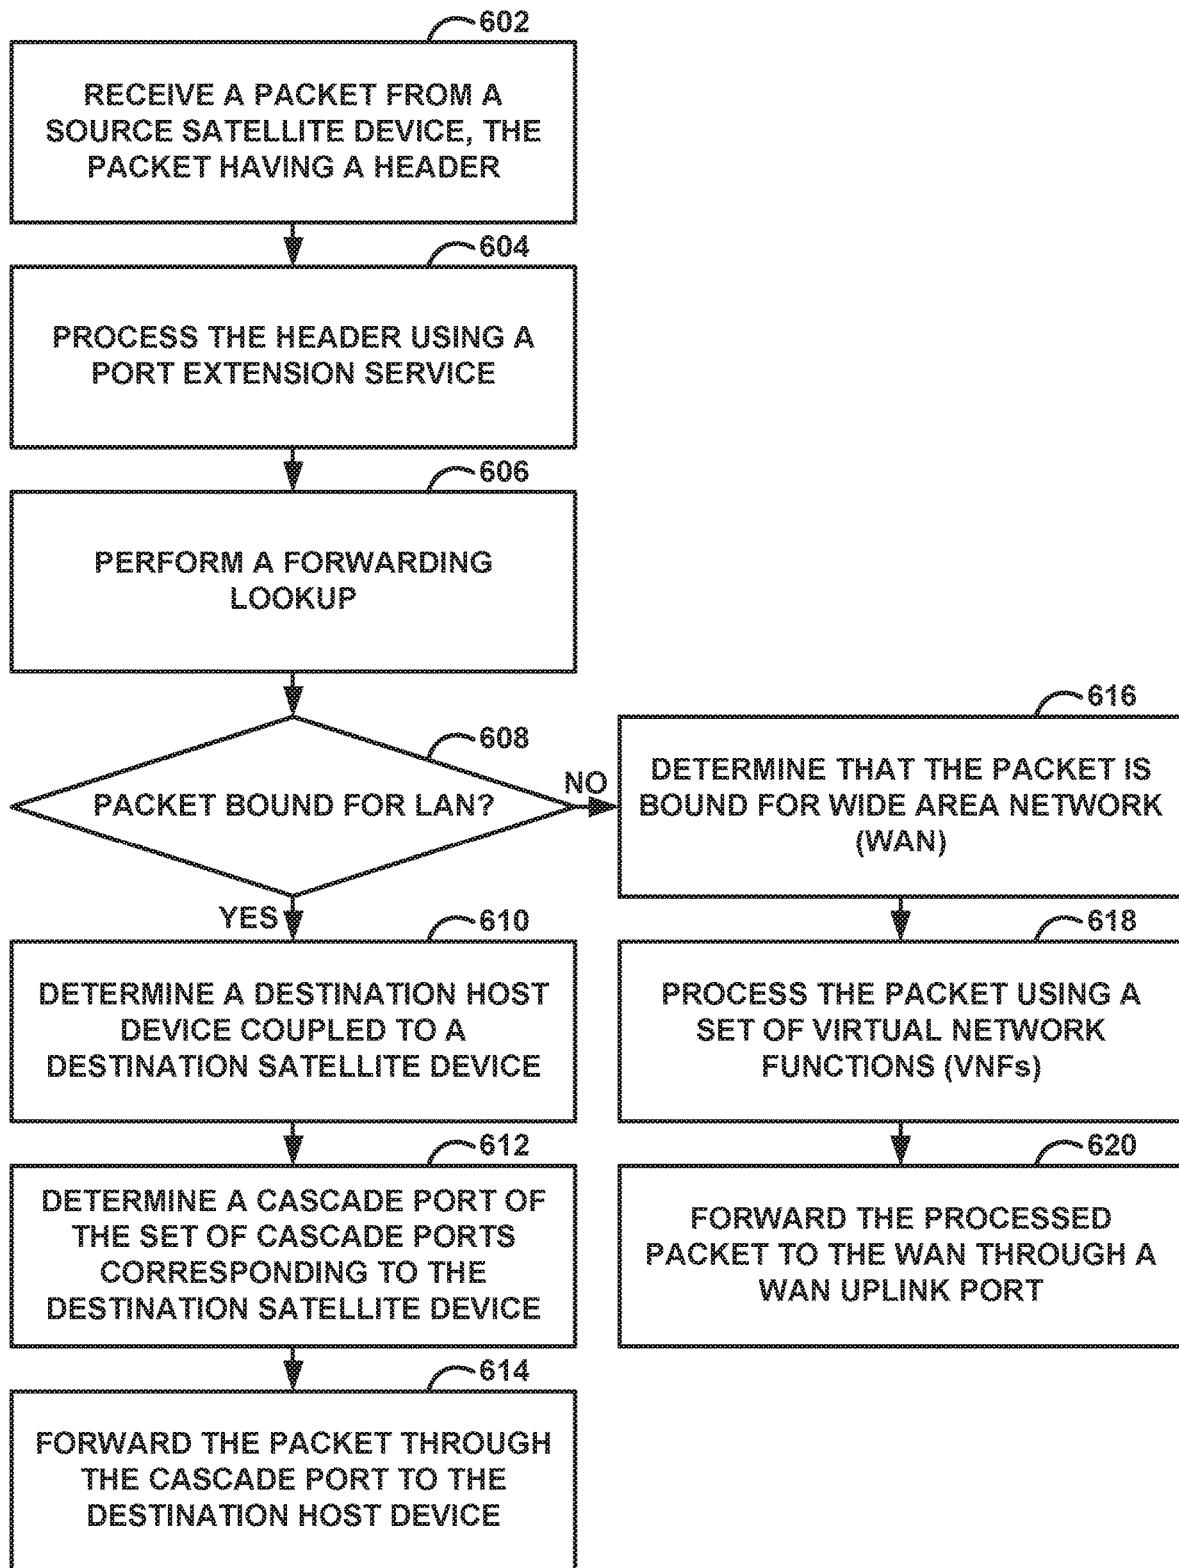 602
RECEIVE A PACKET FROM A
SOURCE SATELLITE DEVICE, THE
PACKET HAVING A HEADER
604
PROCESS THE HEADER USING A
PORT EXTENSION SERVICE
606
PERFORM A FORWARDING
LOOKUP
608
PACKET BOUND FOR LAN?
NO
YES
610
DETERMINE A DESTINATION HOST
DEVICE COUPLED TO A
DESTINATION SATELLITE DEVICE
612
DETERMINE A CASCADE PORT OF
THE SET OF CASCADE PORTS
CORRESPONDING TO THE
DESTINATION SATELLITE DEVICE
614
FORWARD THE PACKET THROUGH
THE CASCADE PORT TO THE
DESTINATION HOST DEVICE
616
DETERMINE THAT THE PACKET IS
BOUND FOR WIDE AREA NETWORK
(WAN)
618
PROCESS THE PACKET USING A
SET OF VIRTUAL NETWORK
FUNCTIONS (VNFs)
620
FORWARD THE PROCESSED
PACKET TO THE WAN THROUGH A
WAN UPLINK PORT